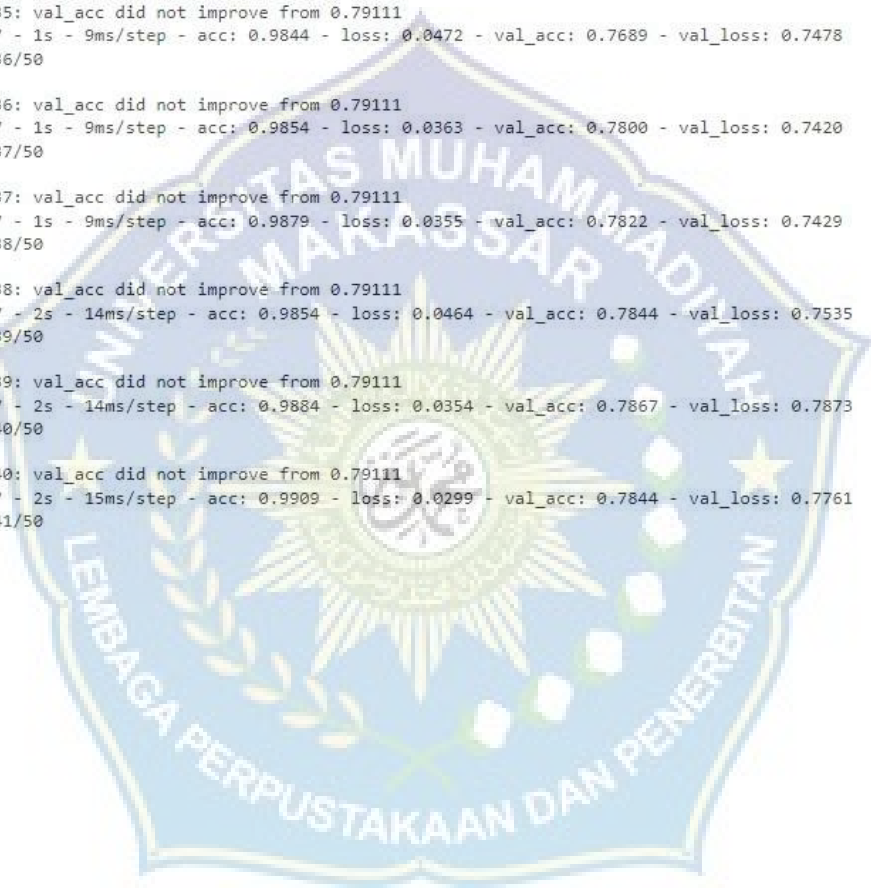 35: val_acc did not improve from 0.79111
- 1s - 9ms/step - acc: 0.9844 - loss: 0.0472 - val_acc: 0.7689 - val_loss: 0.7478
36/50
36: val_acc did not improve from 0.79111
- 1s - 9ms/step - acc: 0.9854 - loss: 0.0363 - val_acc: 0.7800 - val_loss: 0.7420
37/50
37: val_acc did not improve from 0.79111
- 1s - 9ms/step - acc: 0.9879 - loss: 0.0355 - val_acc: 0.7822 - val_loss: 0.7429
38/50
38: val_acc did not improve from 0.79111
- 2s - 14ms/step - acc: 0.9854 - loss: 0.0464 - val_acc: 0.7844 - val_loss: 0.7535
39/50
39: val_acc did not improve from 0.79111
- 2s - 14ms/step - acc: 0.9884 - loss: 0.0354 - val_acc: 0.7867 - val_loss: 0.7873
40/50
40: val_acc did not improve from 0.79111
- 2s - 15ms/step - acc: 0.9909 - loss: 0.0299 - val_acc: 0.7844 - val_loss: 0.7761
41/50
UNIVERSITAS MUHAMMADIYAH
MAKASSAR
LEMBAGA PERPUSTAKAAN DAN PENERBITAN